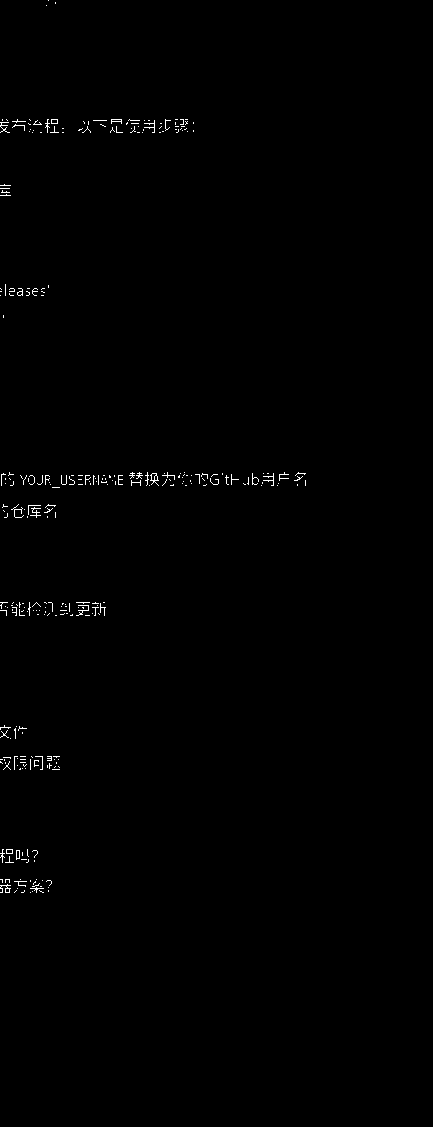 发布流程。以下是使用步骤：
库
eleases'
'
的 YOUR_USERNAME 替换为你的GitHub用户名
的仓库名
否能检测到更新
文件
权限问题
程吗？
器方案？